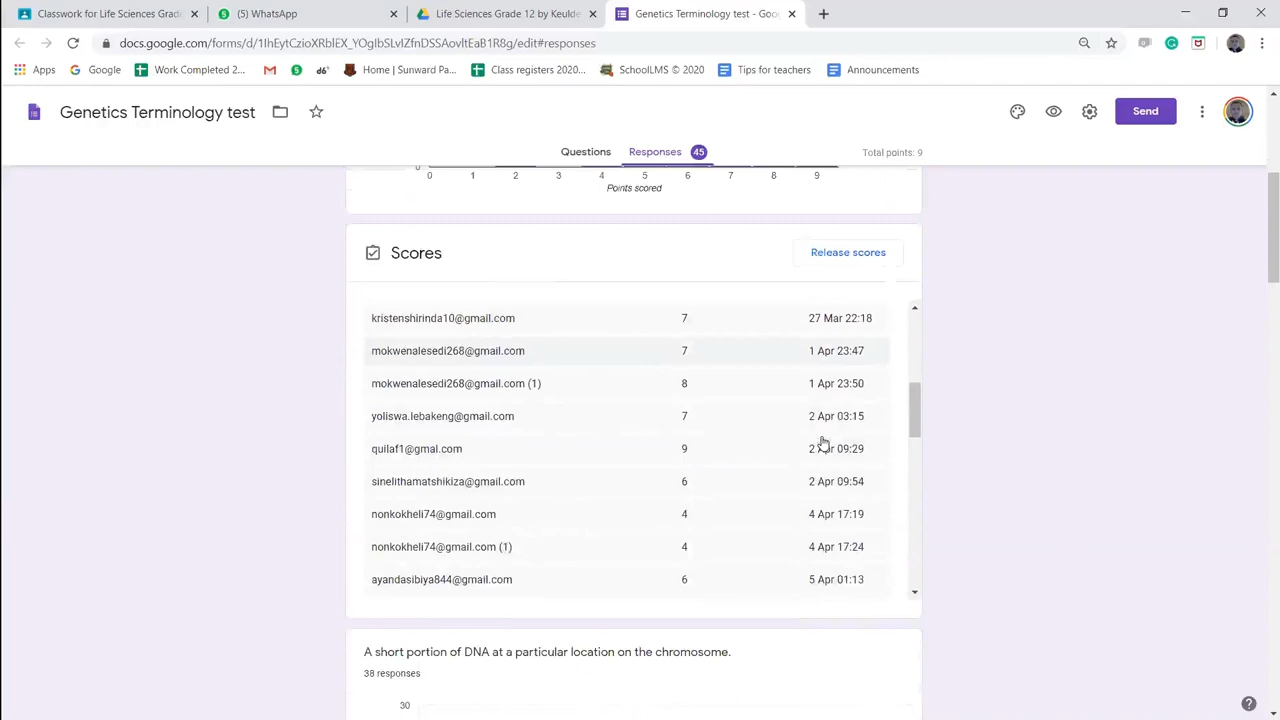 Classwork for Life Sciences Grade
(5) WhatsApp
Life Sciences Grade 12 by Keulde
Genetics Terminology test - Goo
docs.google.com/forms/d/1IhEytCzioXRblEX_YOgIbSLvIZfnDSSAovltEaB1jBg/edit#responses
Apps
Google
Work Completed 2...
Home | Sunward Pa...
Class registers 2020...
SchoolLMS © 2020
Tips for teachers
Announcements
Genetics Terminology test
Send
Questions
Responses 45
Total points: 9
0 0 1 2 3 4 5 6 7 8 9
Points scored
Scores
Release scores
kristenshirinda10@gmail.com 7 27 Mar 22:18
mokwenalesedi268@gmail.com 7 1 Apr 23:47
mokwenalesedi268@gmail.com (1) 8 1 Apr 23:50
yoliswa.lebakeng@gmail.com 7 2 Apr 03:15
quilaf1@gmal.com 9 2 Apr 09:29
sinelithamatshikiza@gmail.com 6 2 Apr 09:54
nonkokheli74@gmail.com 4 4 Apr 17:19
nonkokheli74@gmail.com (1) 4 4 Apr 17:24
ayandasibiya844@gmail.com 6 5 Apr 01:13
A short portion of DNA at a particular location on the chromosome.
38 responses
30